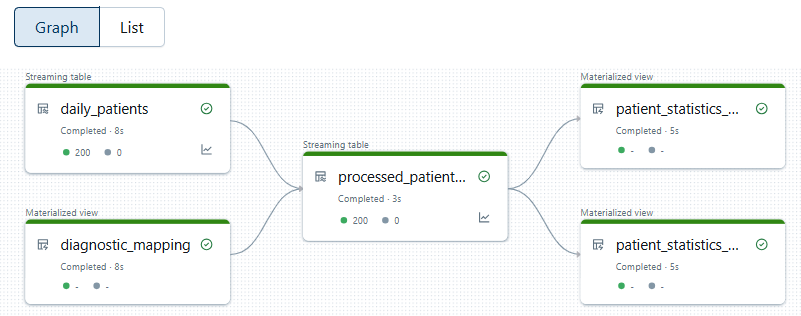 Graph
List
Streaming table
daily_patients
Completed · 8s
200 0
Materialized view
diagnostic_mapping
Completed · 8s
- -
Streaming table
processed_patient...
Completed · 3s
200 0
Materialized view
patient_statistics_...
Completed · 5s
- -
Materialized view
patient_statistics_...
Completed · 5s
- -